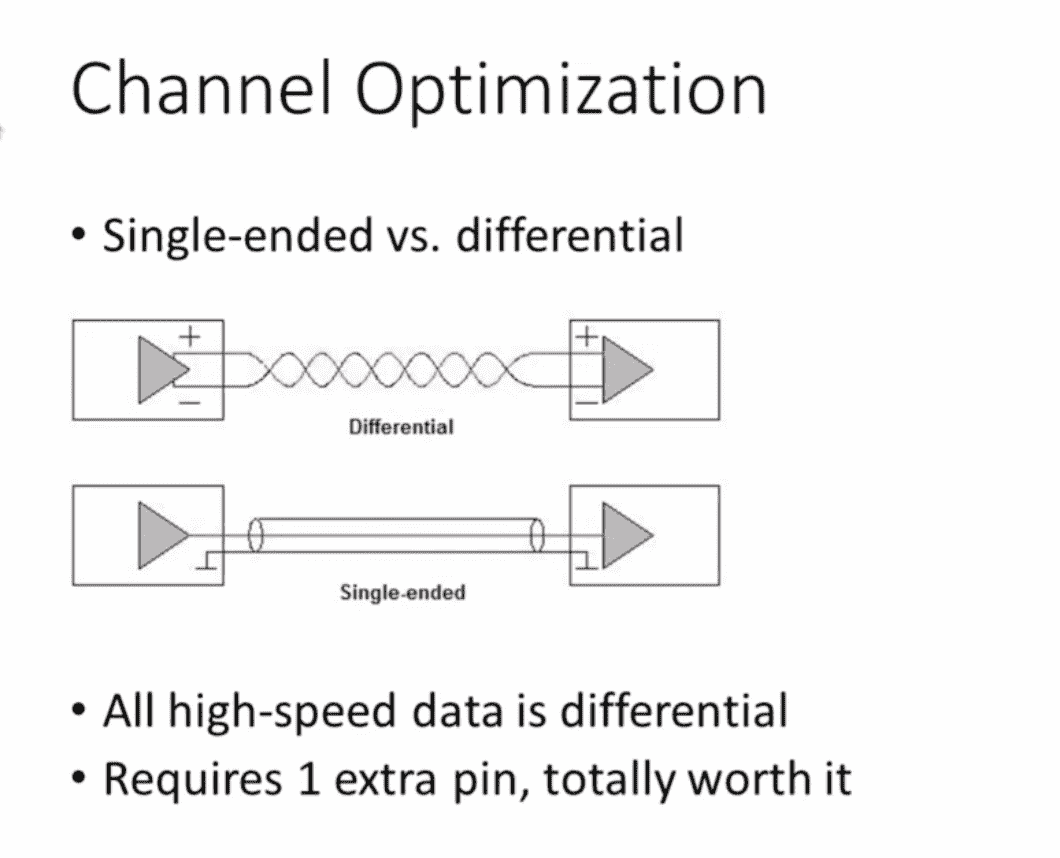 Channel Optimization
• Single-ended vs. differential
+ +
− −
Differential
Single-ended
• All high-speed data is differential
• Requires 1 extra pin, totally worth it